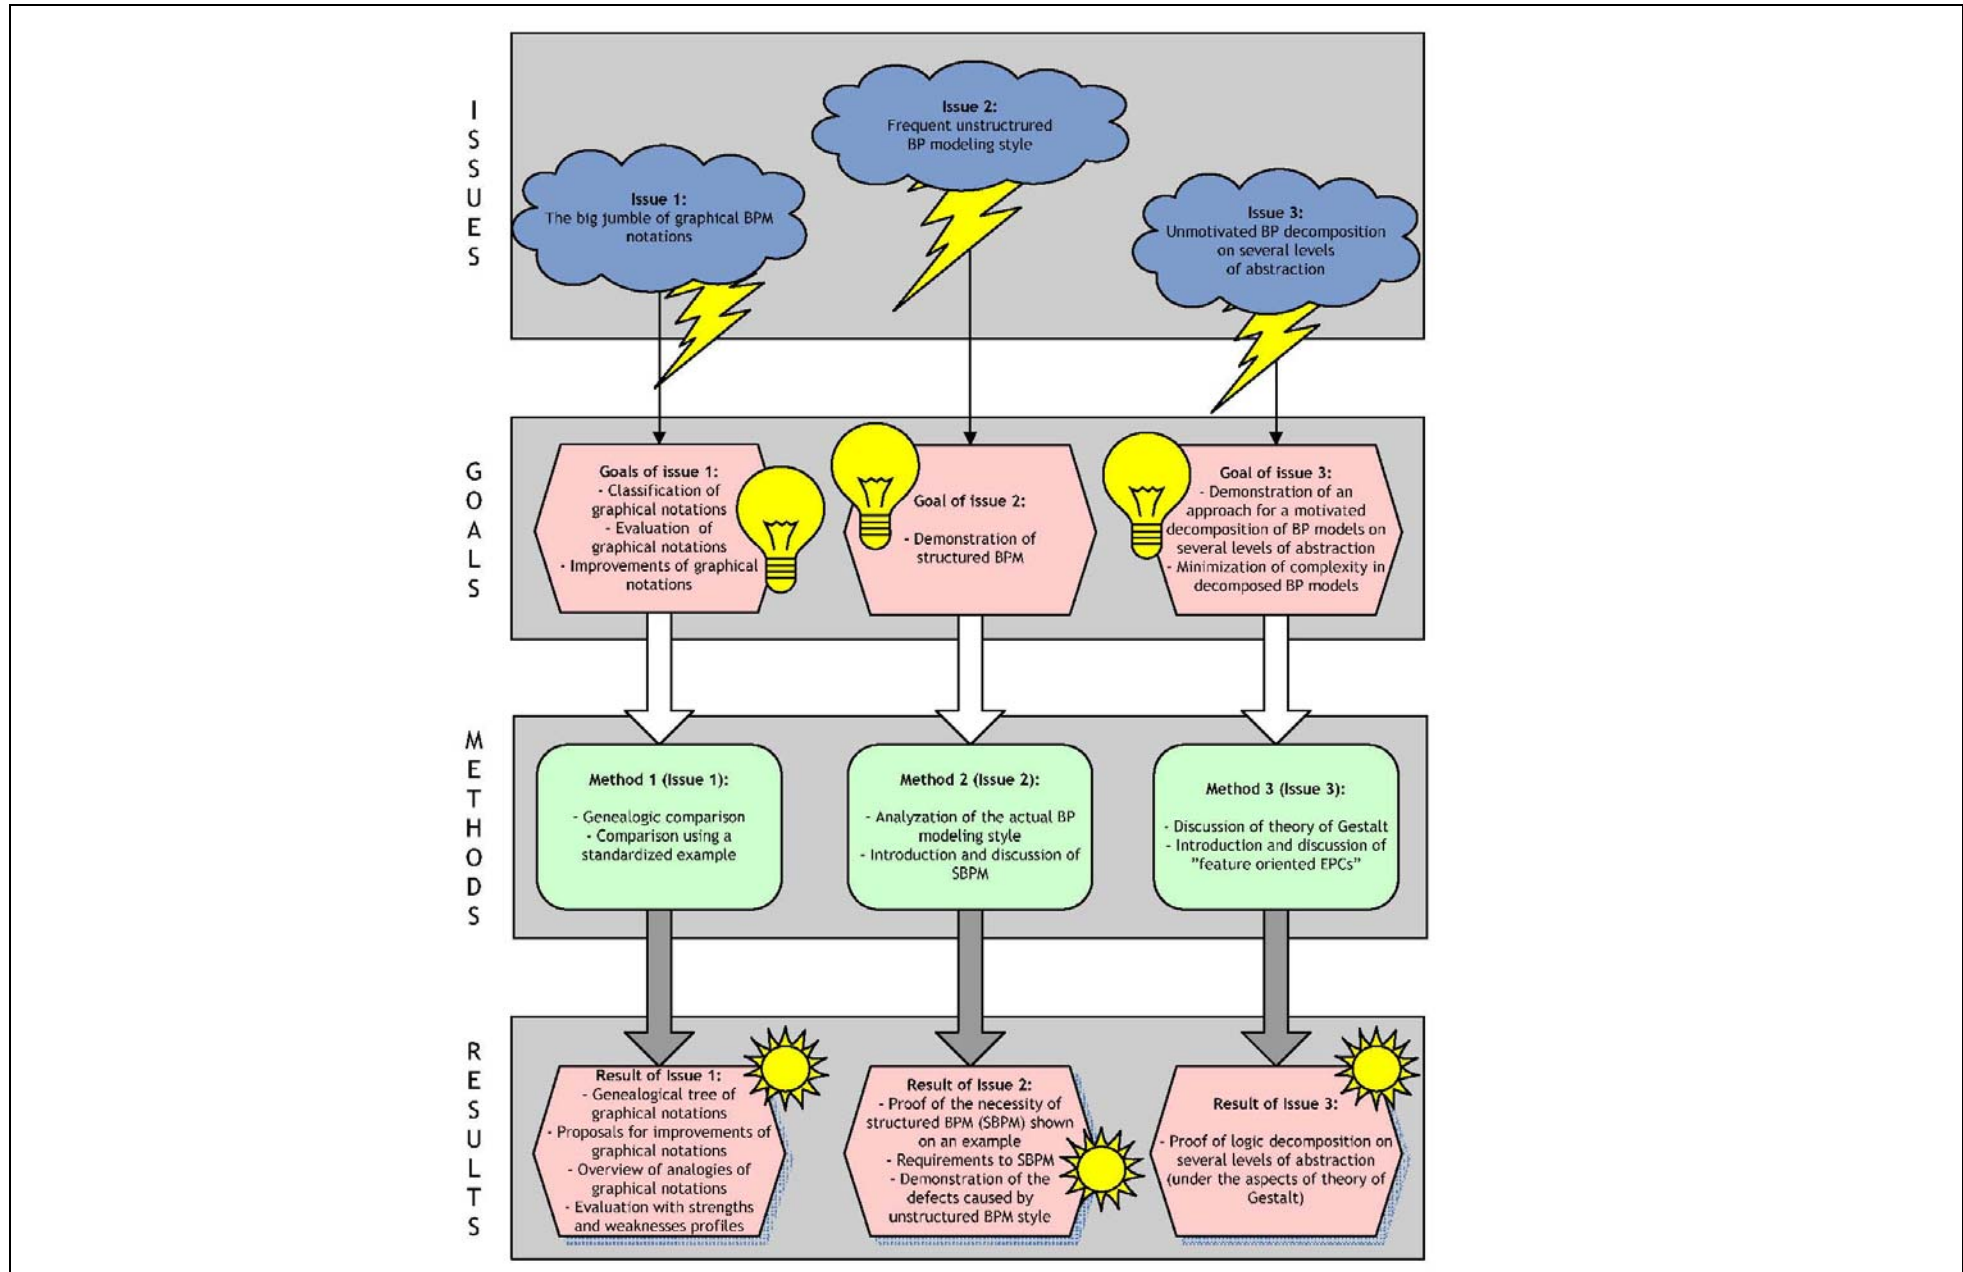 ISSUES
Issue 1:
The big jumble of graphical BPM
notations
Issue 2:
Frequent unstructrured
BP modeling style
Issue 3:
Unmotivated BP decomposition
on several levels
of abstraction
GOALS
Goals of issue 1:
- Classification of
graphical notations
- Evaluation of
graphical notations
- Improvements of graphical
notations
Goal of issue 2:
- Demonstration of
structured BPM
Goal of issue 3:
- Demonstration of an
approach for a motivated
decomposition of BP models on
several levels of abstraction
- Minimization of complexity in
decomposed BP models
METHODS
Method 1 (Issue 1):
- Genealogic comparison
- Comparison using a
standardized example
Method 2 (Issue 2):
- Analyzation of the actual BP
modeling style
- Introduction and discussion of
SBPM
Method 3 (Issue 3):
- Discussion of theory of Gestalt
- Introduction and discussion of
"feature oriented EPCs"
RESULTS
Result of Issue 1:
- Genealogical tree of
graphical notations
- Proposals for improvements of
graphical notations
- Overview of analogies of
graphical notations
- Evaluation with strengths
and weaknesses profiles
Result of Issue 2:
- Proof of the necessity of
structured BPM (SBPM) shown
on an example
- Requirements to SBPM
- Demonstration of the
defects caused by
unstructured BPM style
Result of Issue 3:
- Proof of logic decomposition on
several levels of abstraction
(under the aspects of theory of
Gestalt)